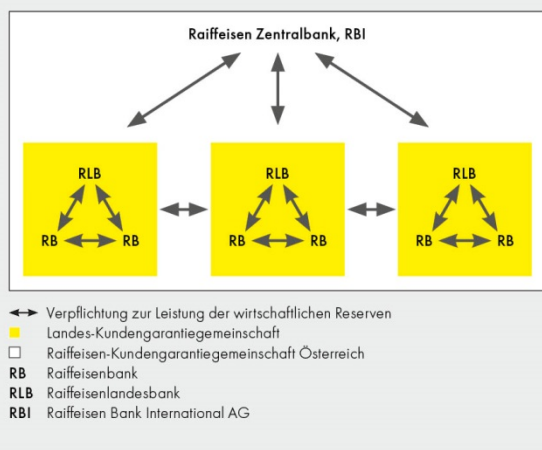 Raiffeisen Zentralbank, RBI
RLB RLB RLB
RB RB RB RB RB RB
Verpflichtung zur Leistung der wirtschaftlichen Reserven
Landes-Kundengarantiegemeinschaft
Raiffeisen-Kundengarantiegemeinschaft Österreich
RB Raiffeisenbank
RLB Raiffeisenlandesbank
RBI Raiffeisen Bank International AG